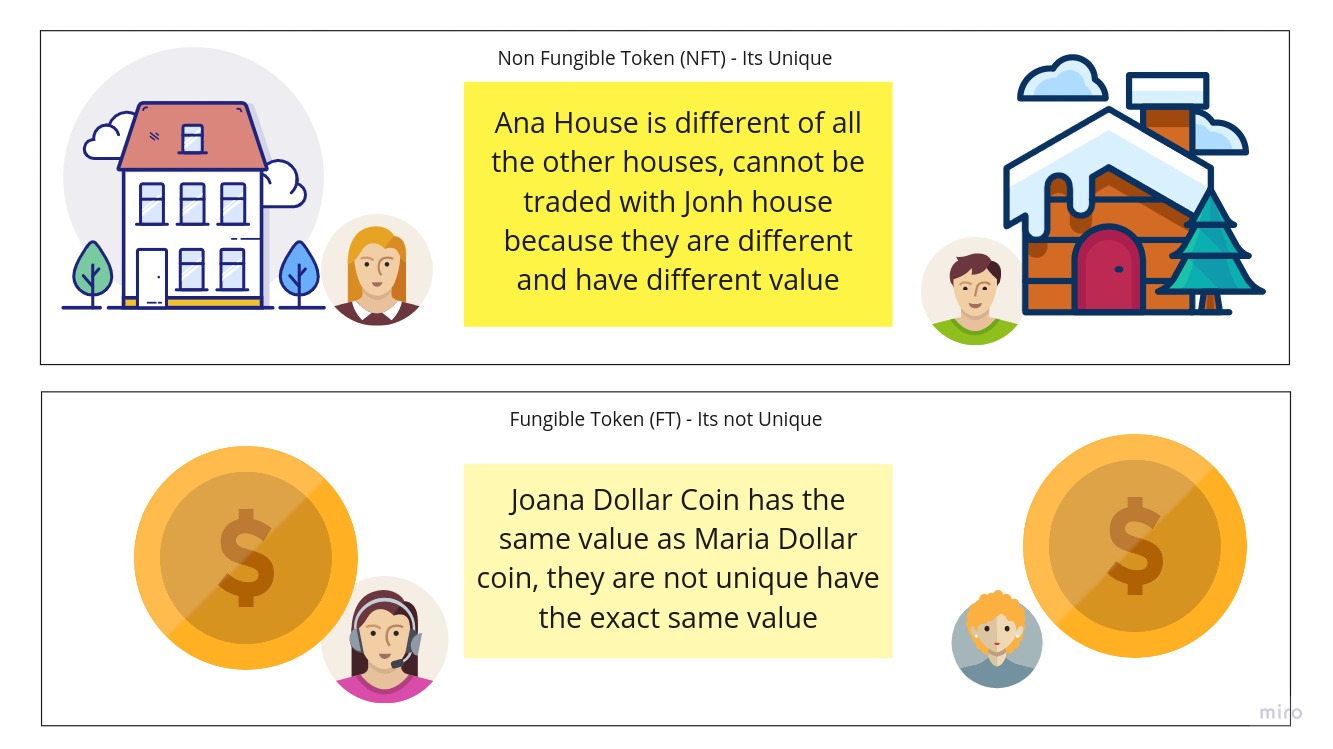 Non Fungible Token (NFT) - Its Unique
Ana House is different of all
the other houses, cannot be
traded with Jonh house
because they are different
and have different value
Fungible Token (FT) - Its not Unique
Joana Dollar Coin has the
same value as Maria Dollar
coin, they are not unique have
the exact same value
$
$
miro